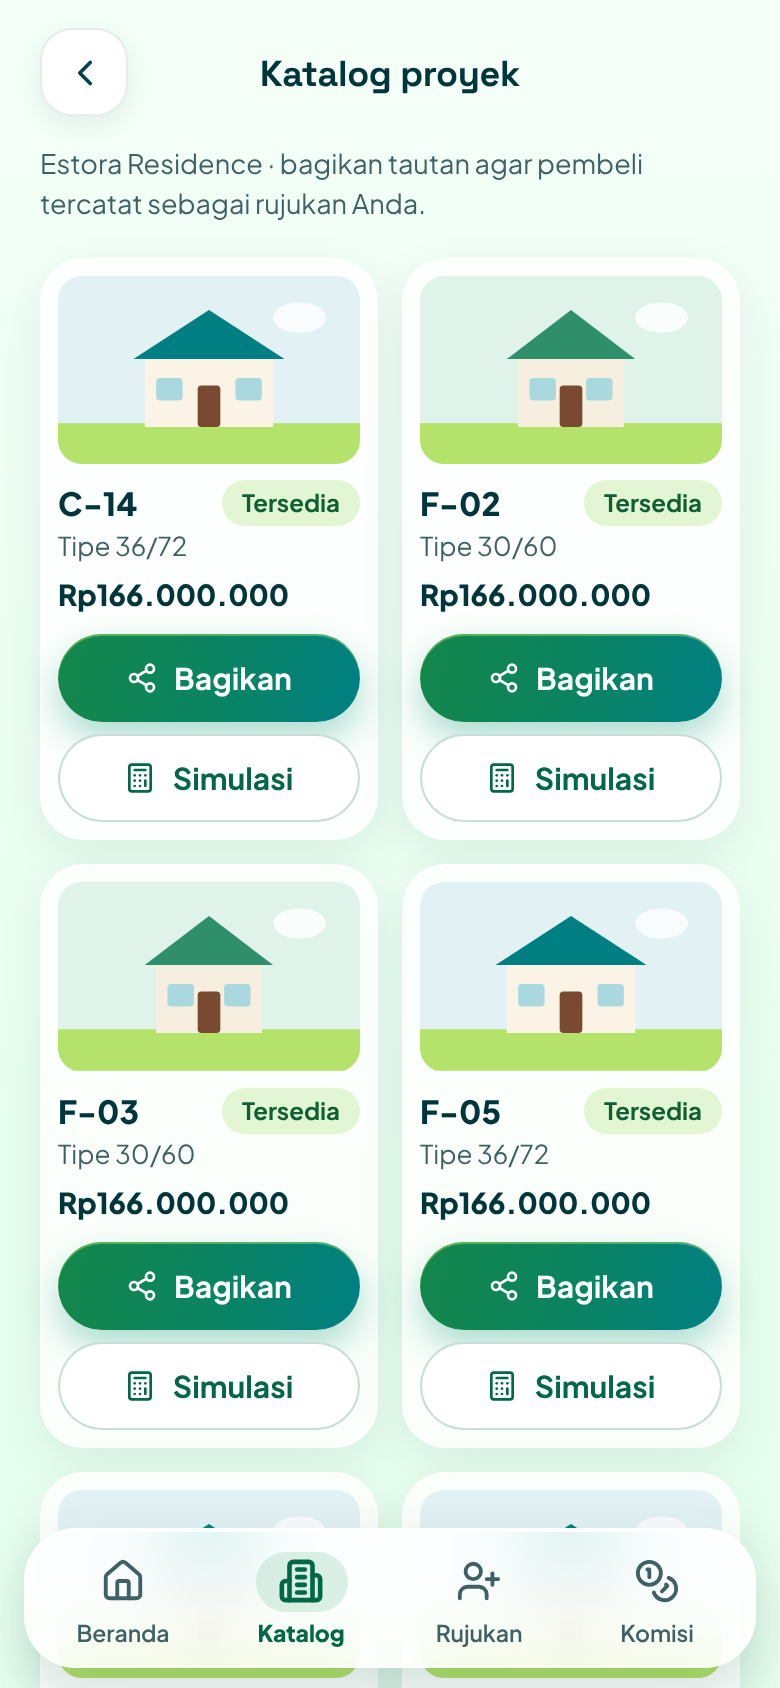 Katalog proyek
Estora Residence · bagikan tautan agar pembeli
tercatat sebagai rujukan Anda.
C-14 Tersedia
Tipe 36/72
Rp166.000.000
Bagikan
Simulasi
F-02 Tersedia
Tipe 30/60
Rp166.000.000
Bagikan
Simulasi
F-03 Tersedia
Tipe 30/60
Rp166.000.000
Bagikan
Simulasi
F-05 Tersedia
Tipe 36/72
Rp166.000.000
Bagikan
Simulasi
Beranda
Katalog
Rujukan
Komisi